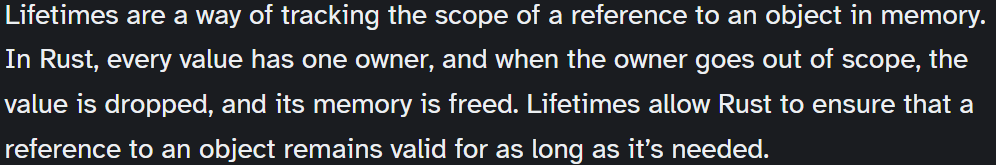 Lifetimes are a way of tracking the scope of a reference to an object in memory.
In Rust, every value has one owner, and when the owner goes out of scope, the
value is dropped, and its memory is freed. Lifetimes allow Rust to ensure that a
reference to an object remains valid for as long as it’s needed.